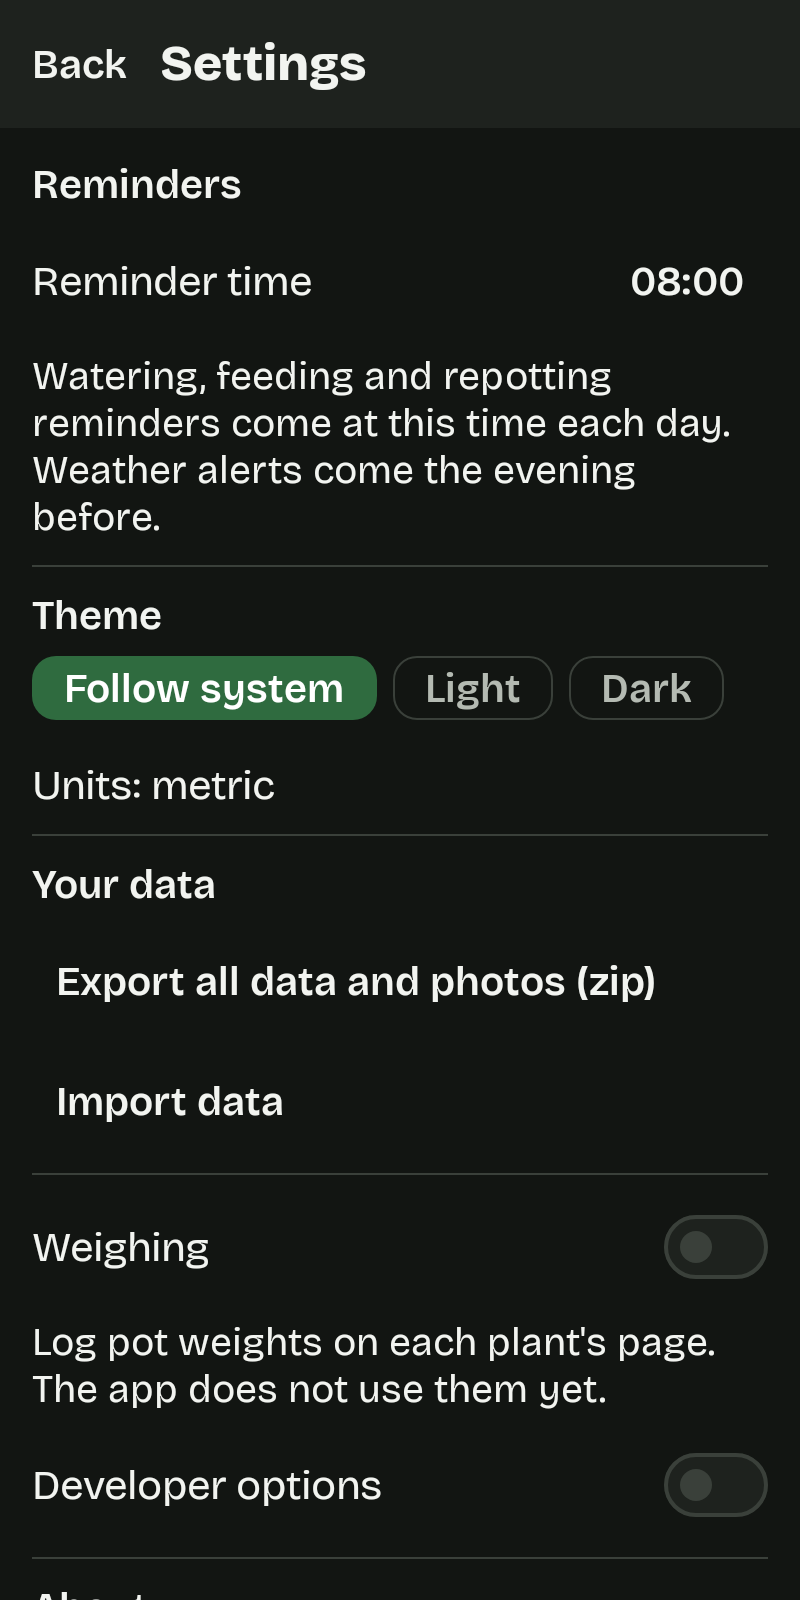 Back Settings
Reminders
Reminder time 08:00
Watering, feeding and repotting
reminders come at this time each day.
Weather alerts come the evening
before.
Theme
Follow system Light Dark
Units: metric
Your data
Export all data and photos (zip)
Import data
Weighing
Log pot weights on each plant's page.
The app does not use them yet.
Developer options